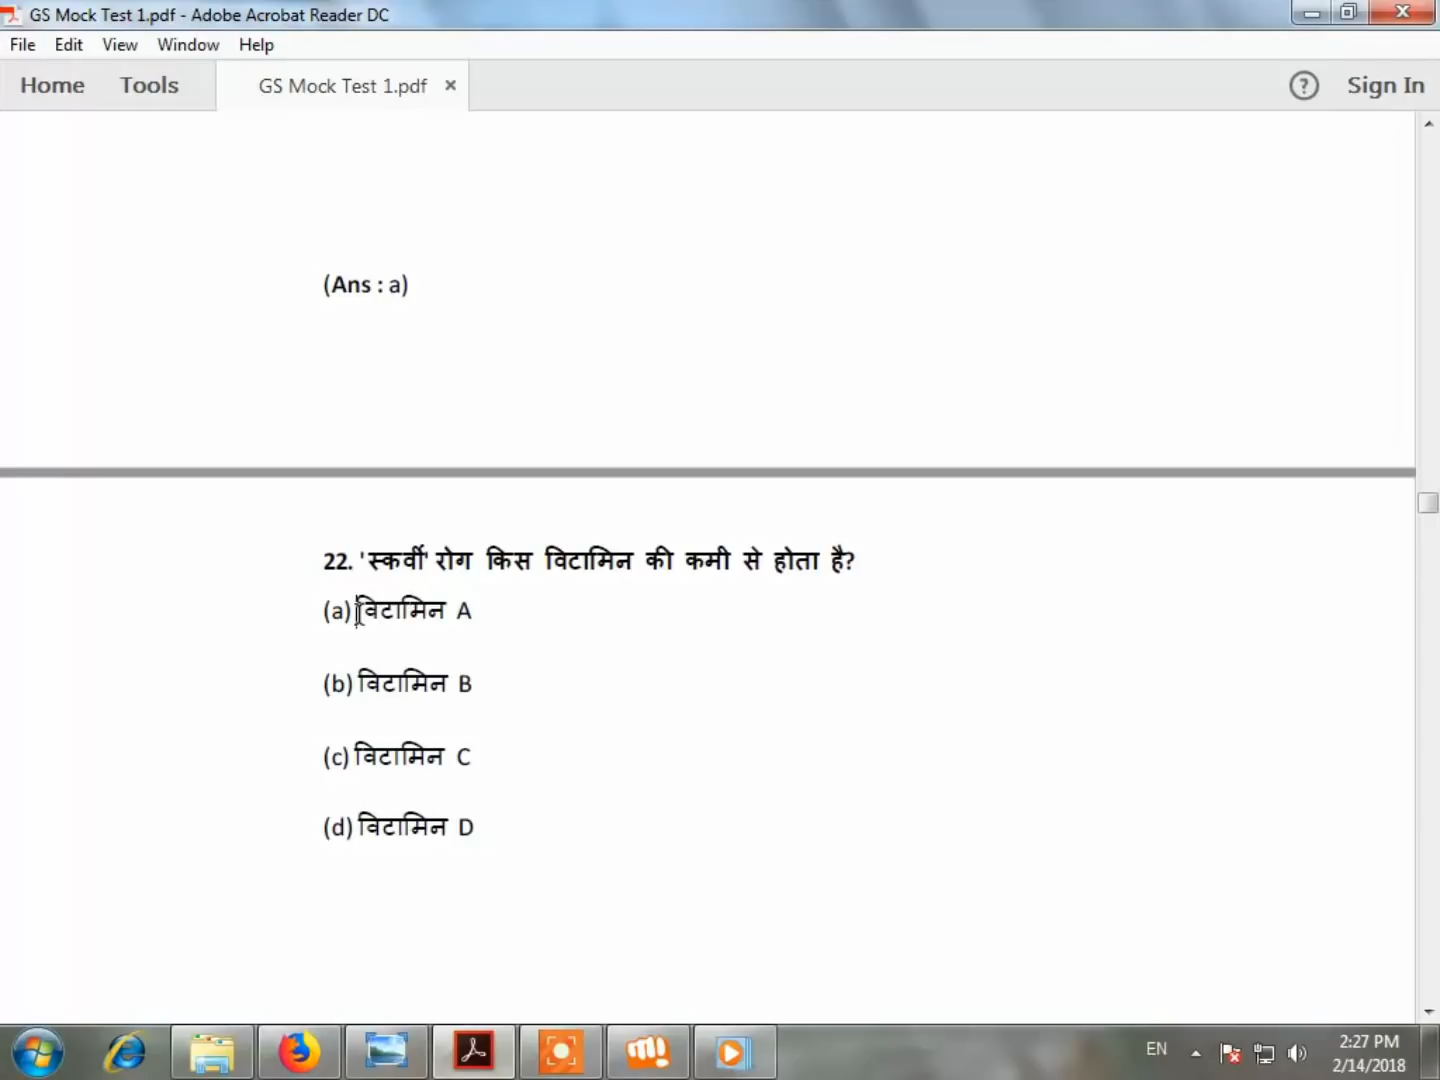 GS Mock Test 1.pdf - Adobe Acrobat Reader DC
File Edit View Window Help
Home Tools GS Mock Test 1.pdf × ? Sign In
(Ans : a)
22. 'स्कर्वी' रोग किस विटामिन की कमी से होता है?
(a) विटामिन A
(b) विटामिन B
(c) विटामिन C
(d) विटामिन D
EN 2:27 PM
2/14/2018